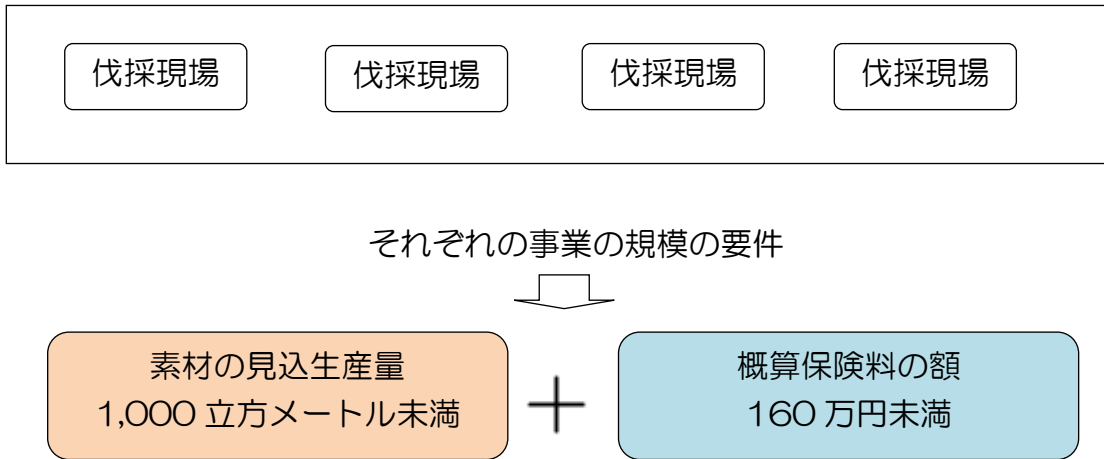 伐採現場
伐採現場
伐採現場
伐採現場
それぞれの事業の規模の要件
素材の見込生産量
1,000 立方メートル未満
概算保険料の額
160 万円未満